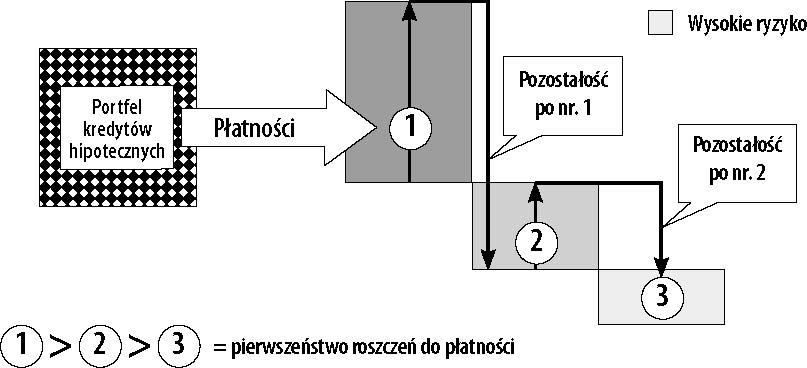 Wysokie ryzyko
Portfel
kredytów
hipotecznych
Płatności
1
Pozostałość
po nr. 1
Pozostałość
po nr. 2
2
3
1 > 2 > 3 = pierwszeństwo roszczeń do płatności